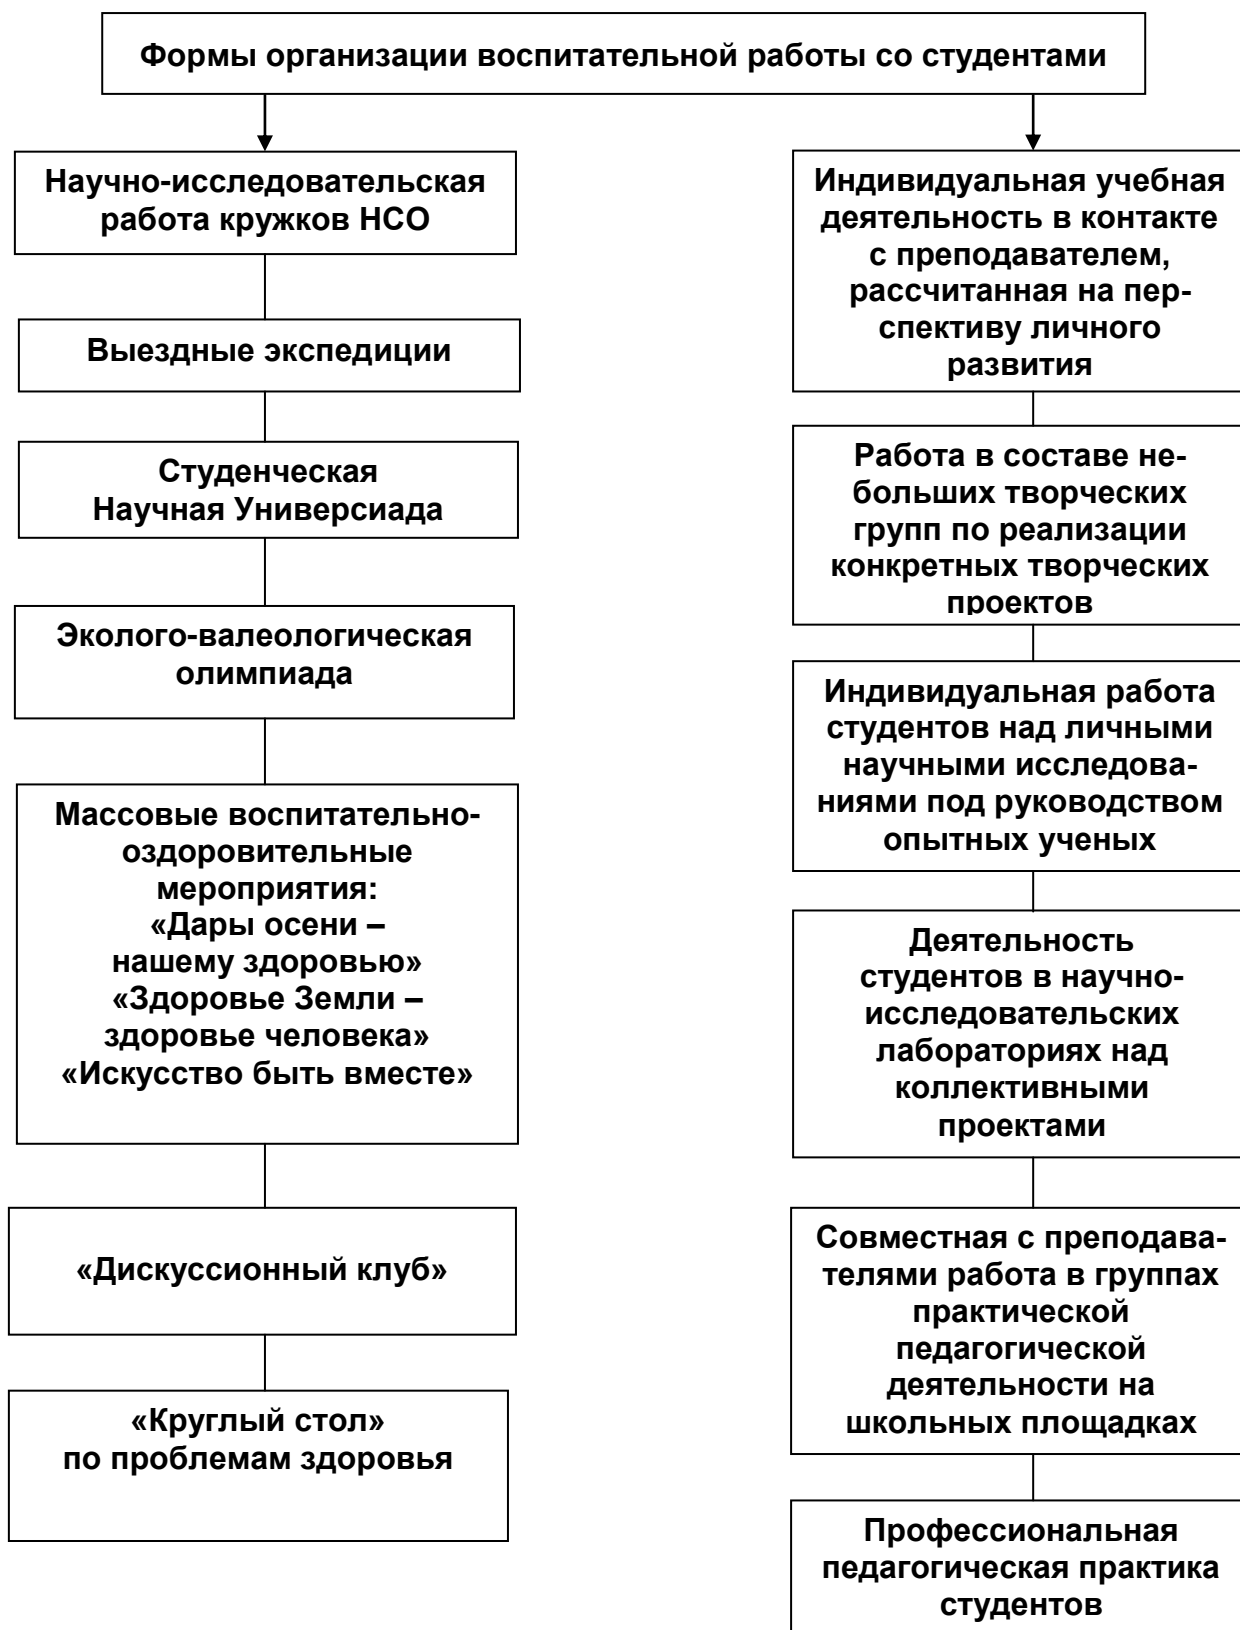 Формы организации воспитательной работы со студентами
Научно-исследовательская
работа кружков НСО
Выездные экспедиции
Студенческая
Научная Универсиада
Эколого-валеологическая
олимпиада
Массовые воспитательно-
оздоровительные
мероприятия:
«Дары осени –
нашему здоровью»
«Здоровье Земли –
здоровье человека»
«Искусство быть вместе»
«Дискуссионный клуб»
«Круглый стол»
по проблемам здоровья
Индивидуальная учебная
деятельность в контакте
с преподавателем,
рассчитанная на пер-
спективу личного
развития
Работа в составе не-
больших творческих
групп по реализации
конкретных творческих
проектов
Индивидуальная работа
студентов над личными
научными исследова-
ниями под руководством
опытных ученых
Деятельность
студентов в научно-
исследовательских
лабораториях над
коллективными
проектами
Совместная с преподава-
телями работа в группах
практической
педагогической
деятельности на
школьных площадках
Профессиональная
педагогическая практика
студентов